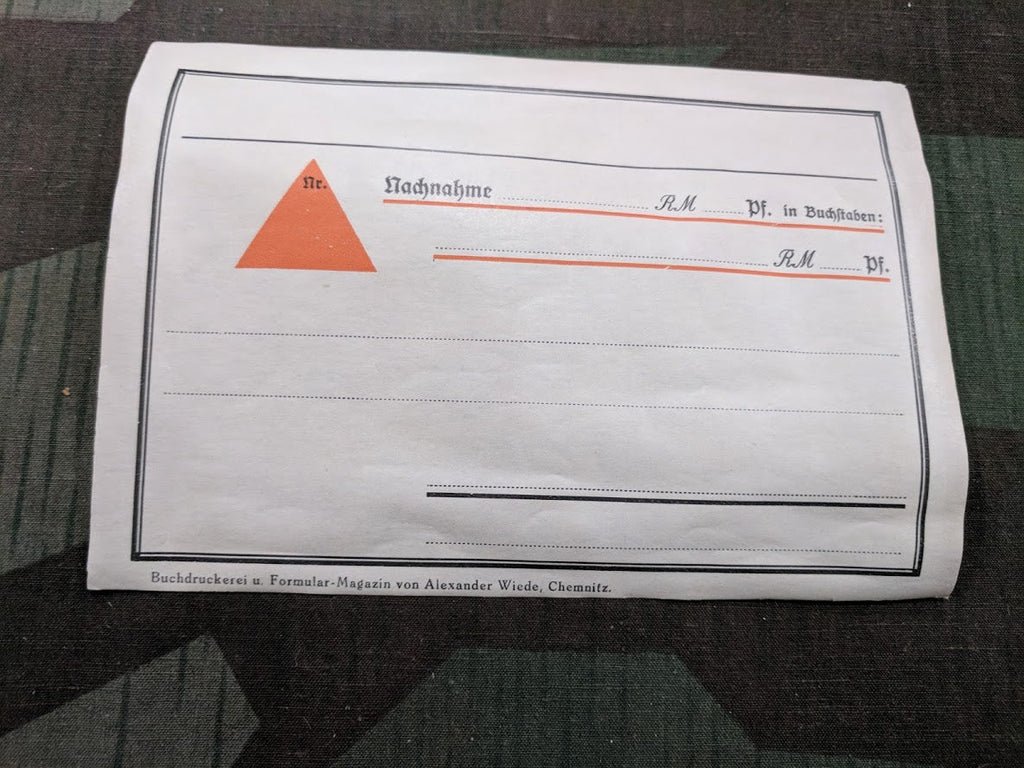 Nr.
Nachnahme RM Pf. in Buchstaben:
RM Pf.
Buchdruckerei u. Formular-Magazin von Alexander Wiede, Chemnitz.